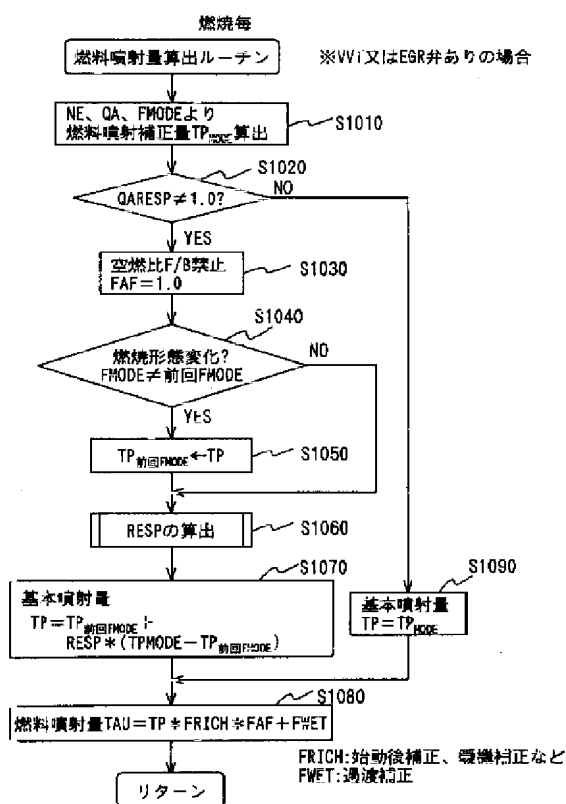 燃焼毎
燃料噴射量算出ルーチン
※VVi又はEGR弁ありの場合
NE、QA、FMODEより
燃料噴射補正量TPMODE算出
S1010
S1020
QARESP≠1.0?
NO
YES
空燃比F/B禁止
FAF=1.0
S1030
S1040
燃焼形態変化?
FMODE≠前回FMODE
NO
YES
TP前回FMODE←TP
S1050
RESPの算出
S1060
S1070
基本噴射量
TP=TP前回FMODE+
RESP*(TPMODE-TP前回FMODE)
S1090
基本噴射量
TP=TPMODE
S1080
燃料噴射量TAU=TP*FRICH*FAF+FWET
FRICH:始動後補正、暖機補正など
FWET:過渡補正
リターン